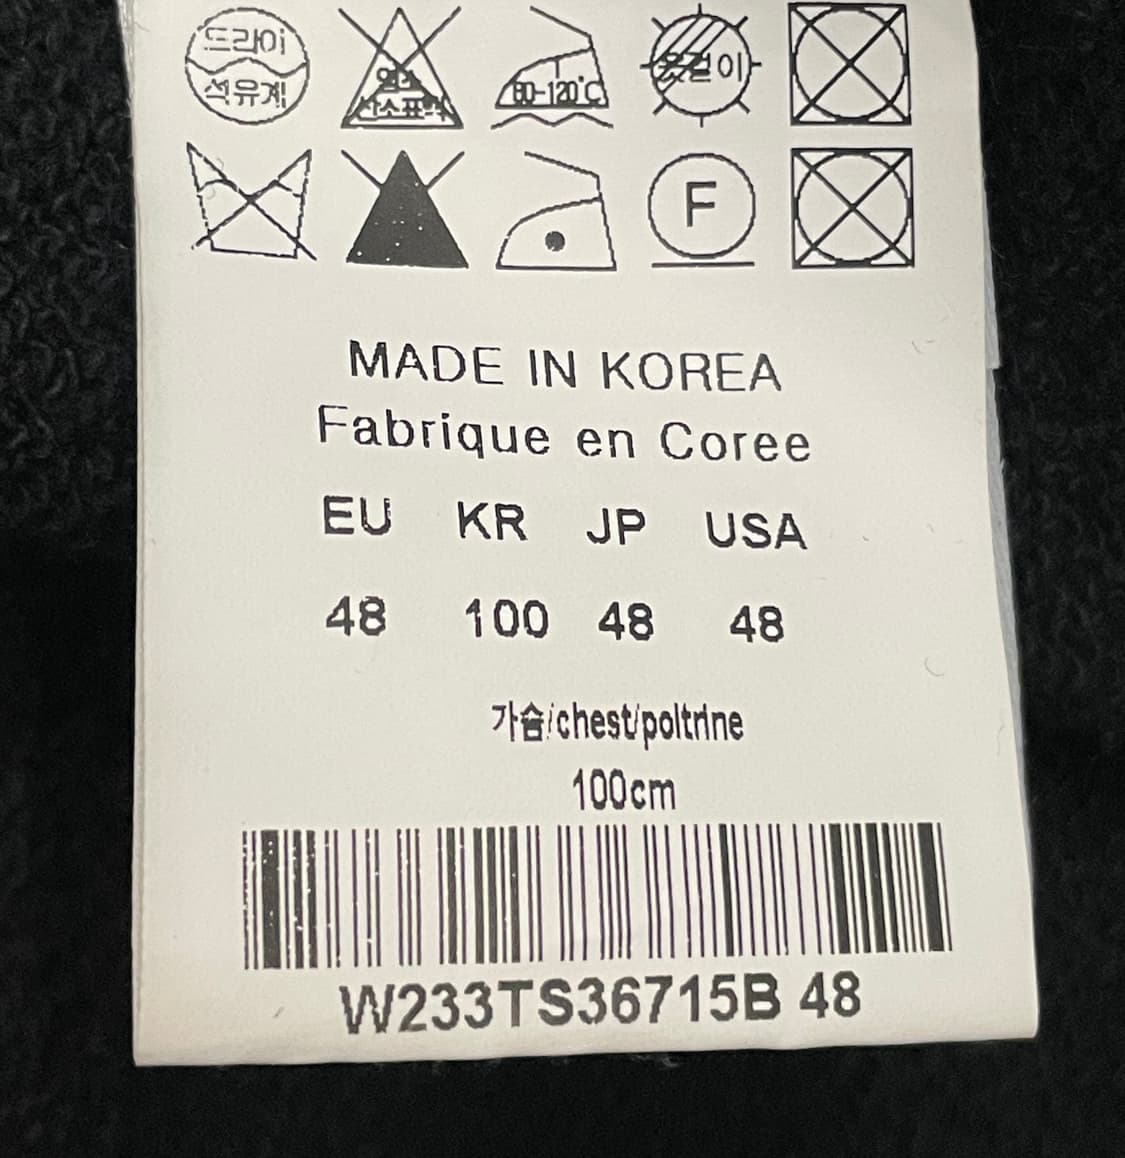 드라이 염소 80-120℃ 옷걸이
석유계 산소표백
F
MADE IN KOREA
Fabrique en Coree
EU KR JP USA
48 100 48 48
가슴/chest/poltrine
100cm
W233TS36715B 48